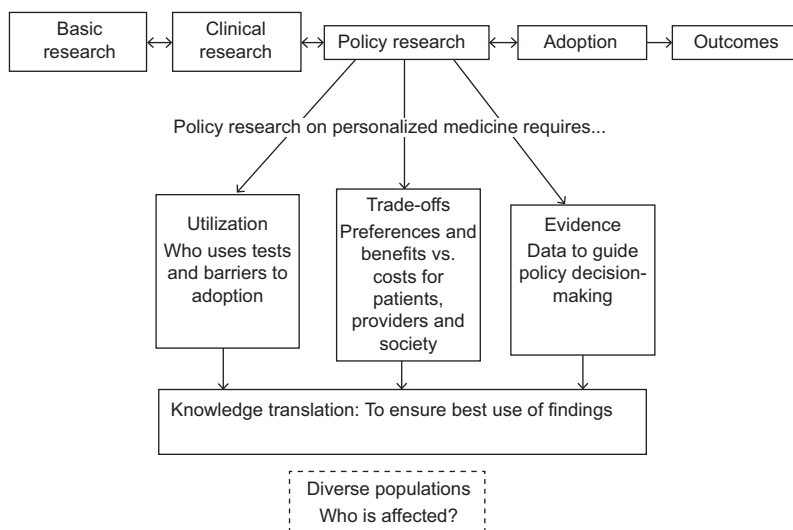 Basic
research
Clinical
research
Policy research
Adoption
Outcomes
Policy research on personalized medicine requires...
Utilization
Who uses tests
and barriers to
adoption
Trade-offs
Preferences and
benefits vs.
costs for
patients,
providers and
society
Evidence
Data to guide
policy decision-
making
Knowledge translation: To ensure best use of findings
Diverse populations
Who is affected?